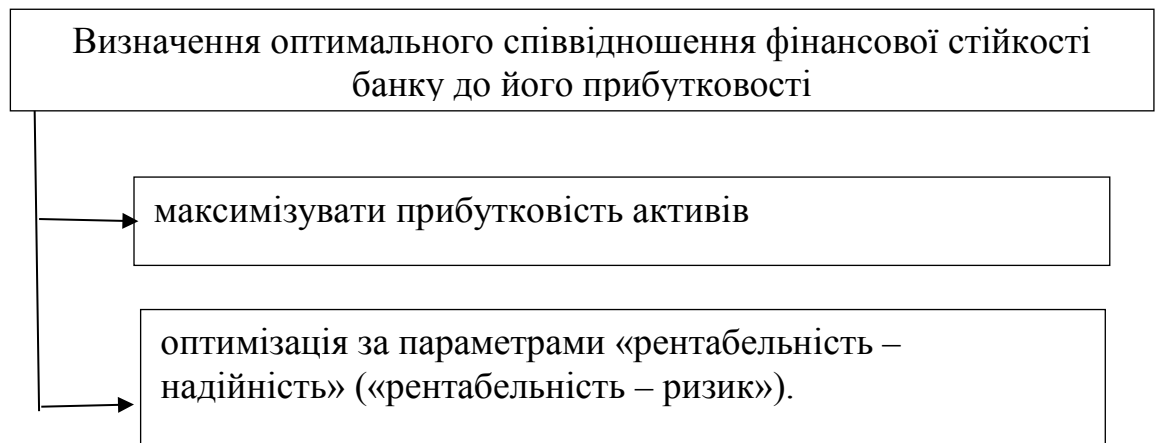 Визначення оптимального співвідношення фінансової стійкості
банку до його прибутковості
максимізувати прибутковість активів
оптимізація за параметрами «рентабельність –
надійність» («рентабельність – ризик»).